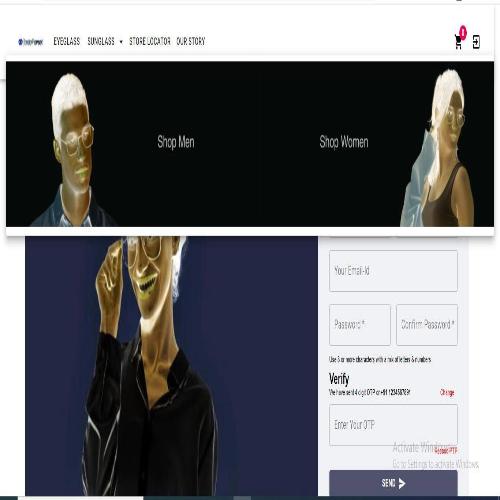 EYEGLASS SUNGLASS STORE LOCATOR OUR STORY
Shop Men Shop Women
Your Email-Id
Password * Confirm Password *
Use 8 or more characters with a mix of letters & numbers
Verify
We have sent 4 digit OTP on +91 1234567891 Change
Enter Your OTP
Activate Windows
Resend OTP
Go to Settings to activate Windows.
SEND